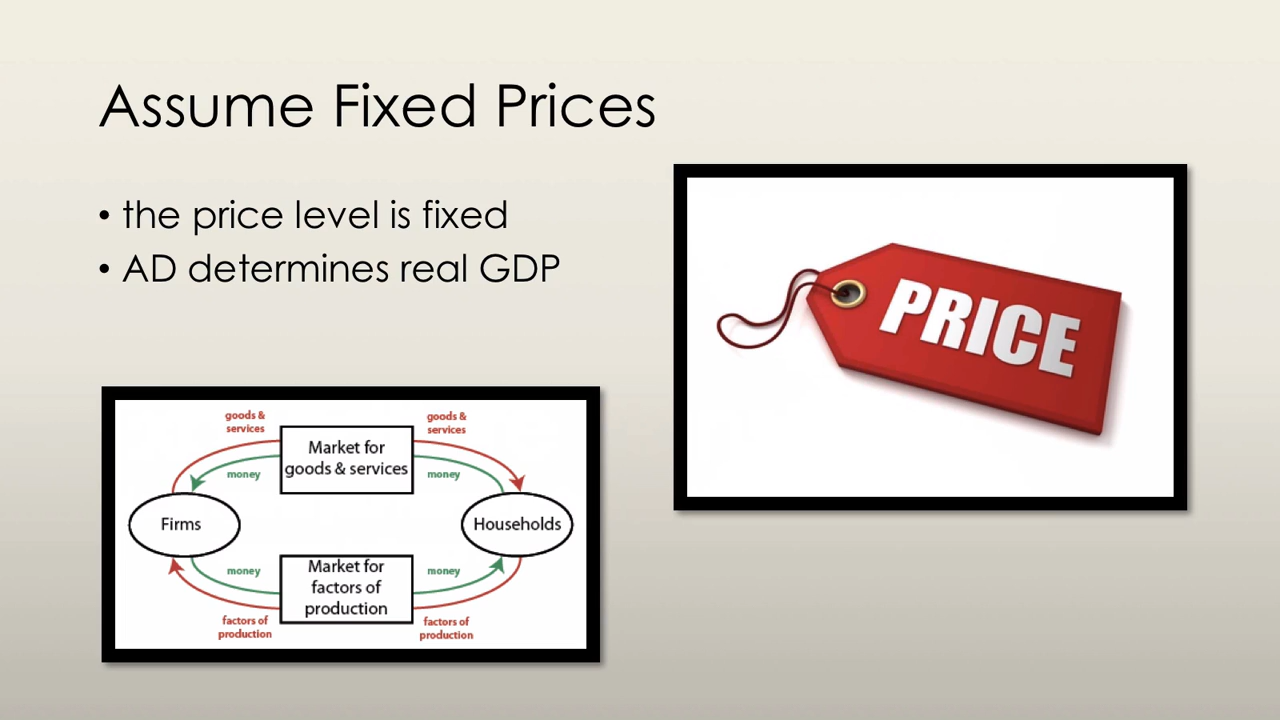 Assume Fixed Prices
• the price level is fixed
• AD determines real GDP
PRICE
goods &
services
goods &
services
Market for
goods & services
money
money
Firms
Households
money
money
Market for
factors of
production
factors of
production
factors of
production